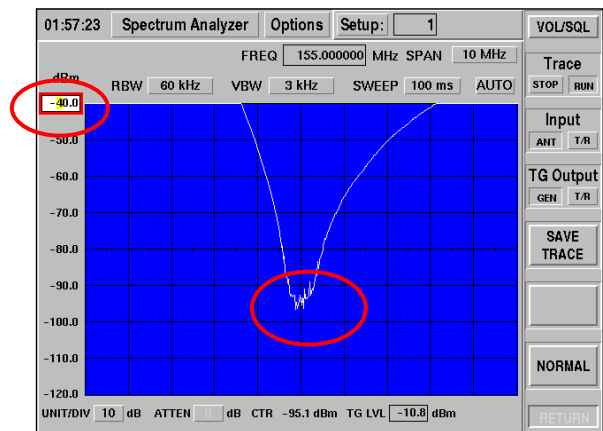 01:57:23 Spectrum Analyzer Options Setup: 1 VOL/SQL
FREQ 155.000000 MHz SPAN 10 MHz
dBm RBW 60 kHz VBW 3 kHz SWEEP 100 ms AUTO
Trace
STOP RUN
-40.0
-50.0
-60.0
-70.0
-80.0
-90.0
-100.0
-110.0
-120.0
Input
ANT T/R
TG Output
GEN T/R
SAVE
TRACE
NORMAL
RETURN
UNIT/DIV 10 dB ATTEN 0 dB CTR -95.1 dBm TG LVL -10.8 dBm